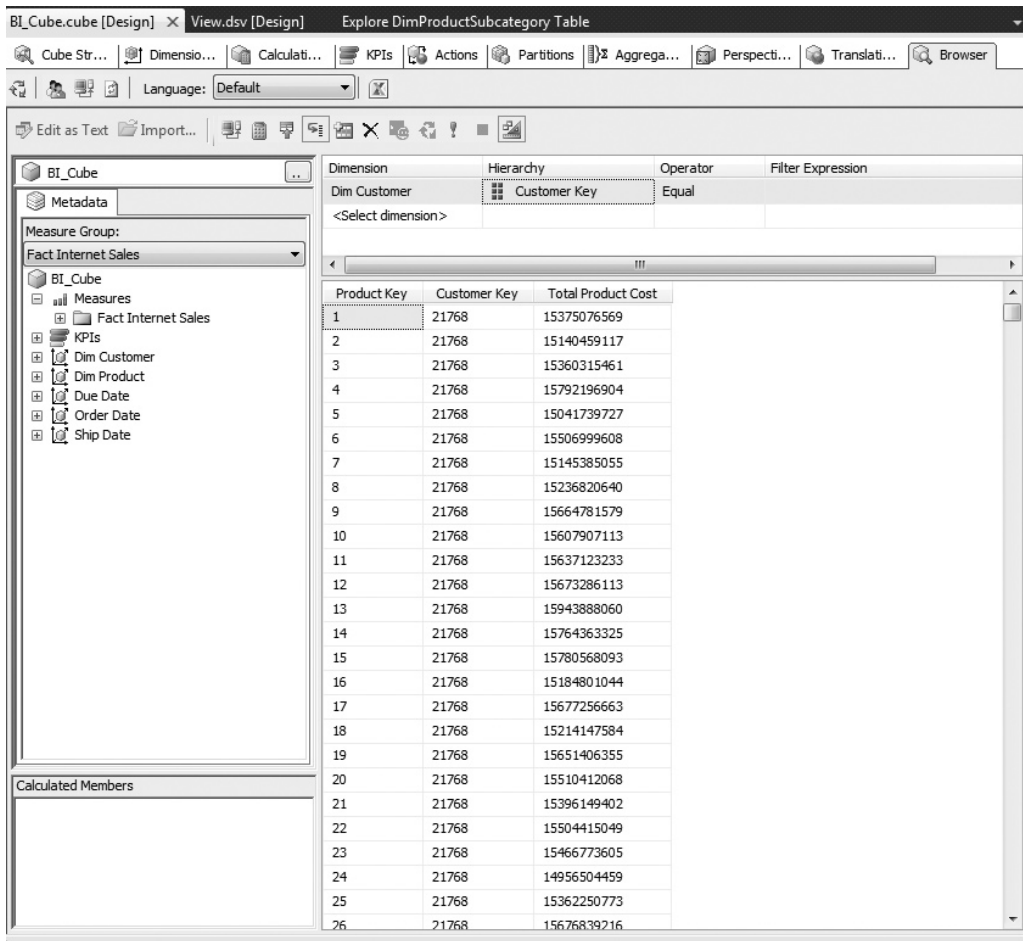 BI_Cube.cube [Design] View.dsv [Design] Explore DimProductSubcategory Table
Cube Str... Dimensio... Calculati... KPIs Actions Partitions Aggrega... Perspecti... Translati... Browser
Language: Default
Edit as Text Import...
BI_Cube ..
Metadata
Measure Group:
Fact Internet Sales
BI_Cube
Measures
Fact Internet Sales
KPIs
Dim Customer
Dim Product
Due Date
Order Date
Ship Date
Calculated Members
Dimension Hierarchy Operator Filter Expression
Dim Customer Customer Key Equal
<Select dimension>
Product Key Customer Key Total Product Cost
1 21768 15375076569
2 21768 15140459117
3 21768 15360315461
4 21768 15792196904
5 21768 15041739727
6 21768 15506999608
7 21768 15145385055
8 21768 15236820640
9 21768 15664781579
10 21768 15607907113
11 21768 15637123233
12 21768 15673286113
13 21768 15943888060
14 21768 15764363325
15 21768 15780568093
16 21768 15184801044
17 21768 15677256663
18 21768 15214147584
19 21768 15651406355
20 21768 15510412068
21 21768 15396149402
22 21768 15504415049
23 21768 15466773605
24 21768 14956504459
25 21768 15362250773
26 21768 15676839216